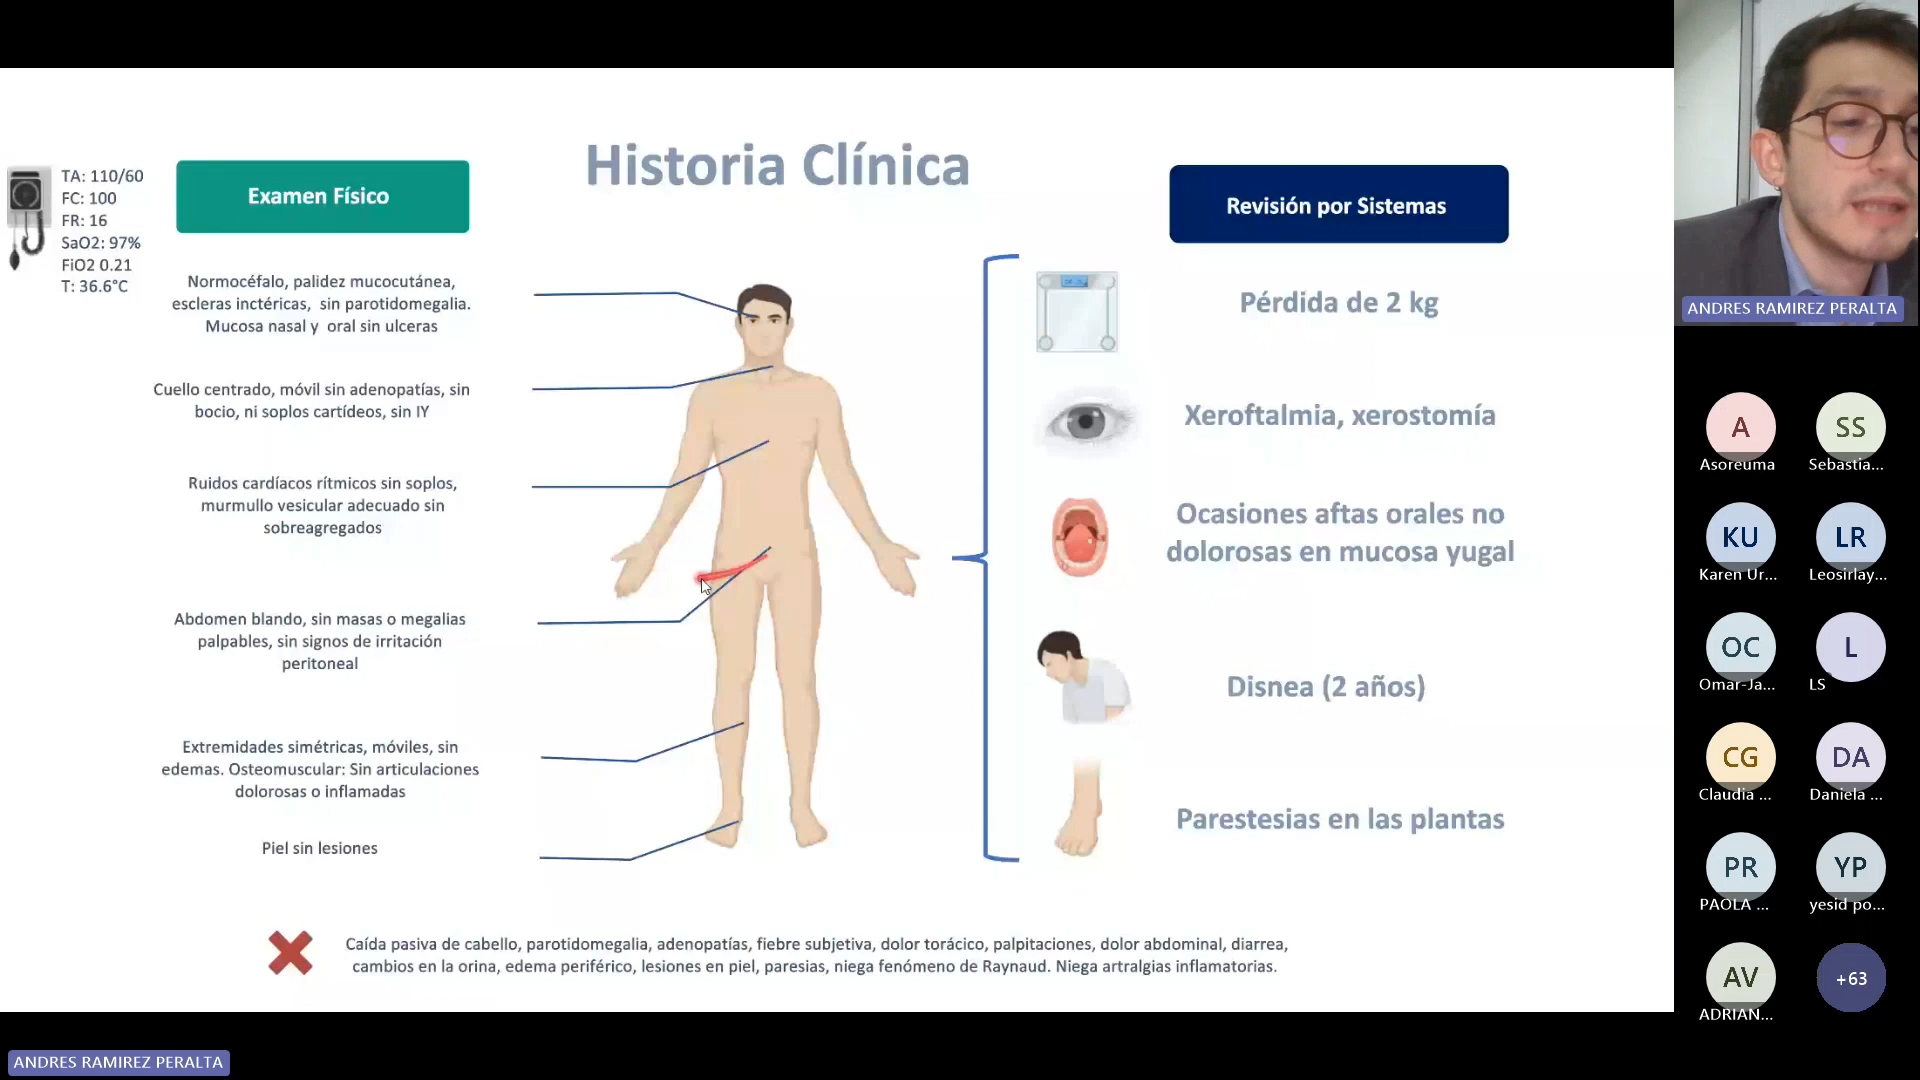 Historia Clínica
TA: 110/60
FC: 100
FR: 16
SaO2: 97%
FiO2 0.21
T: 36.6°C
Examen Físico
Normocéfalo, palidez mucocutánea,
escleras inctéricas, sin parotidomegalia.
Mucosa nasal y oral sin ulceras
Cuello centrado, móvil sin adenopatías, sin
bocio, ni soplos cartídeos, sin IY
Ruidos cardíacos rítmicos sin soplos,
murmullo vesicular adecuado sin
sobreagregados
Abdomen blando, sin masas o megalias
palpables, sin signos de irritación
peritoneal
Extremidades simétricas, móviles, sin
edemas. Osteomuscular: Sin articulaciones
dolorosas o inflamadas
Piel sin lesiones
Revisión por Sistemas
Pérdida de 2 kg
Xeroftalmia, xerostomía
Ocasiones aftas orales no
dolorosas en mucosa yugal
Disnea (2 años)
Parestesias en las plantas
Caída pasiva de cabello, parotidomegalia, adenopatías, fiebre subjetiva, dolor torácico, palpitaciones, dolor abdominal, diarrea,
cambios en la orina, edema periférico, lesiones en piel, paresias, niega fenómeno de Raynaud. Niega artralgias inflamatorias.
ANDRES RAMIREZ PERALTA
A
Asoreuma
SS
Sebastia...
KU
Karen Ur...
LR
Leosirlay...
OC
Omar-Ja...
L
LS
CG
Claudia ...
DA
Daniela ...
PR
PAOLA ...
YP
yesid po...
AV
ADRIAN...
+63
ANDRES RAMIREZ PERALTA